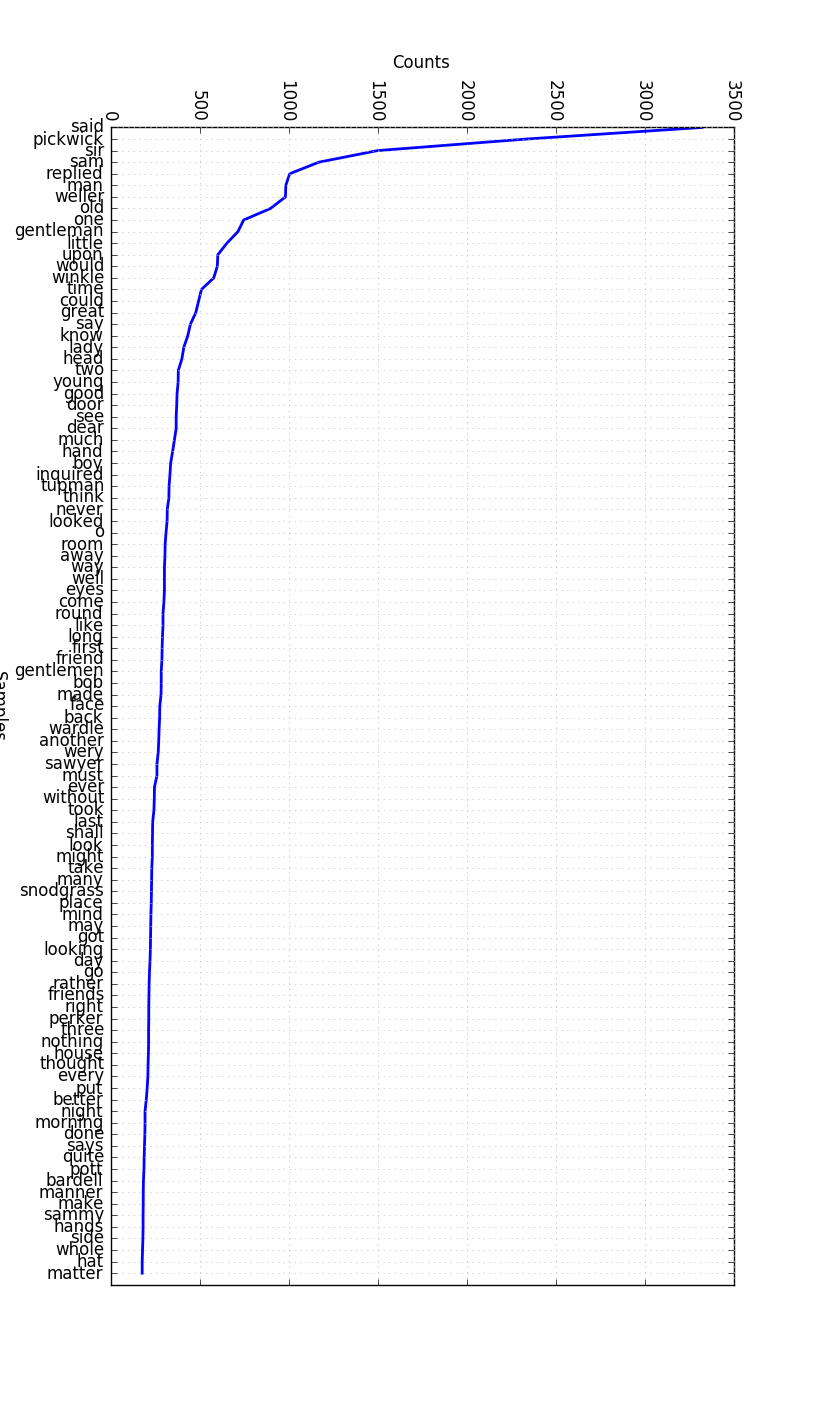 Counts
0
500
1000
1500
2000
2500
3000
3500
said
pickwick
sir
sam
replied
man
weller
old
one
gentleman
little
upon
would
winkle
time
could
great
say
know
lady
head
two
young
good
door
see
dear
much
hand
boy
inquired
tupman
think
never
looked
o
room
away
way
well
eyes
come
round
like
long
first
friend
gentlemen
bob
made
face
back
wardle
another
wery
sawyer
must
ever
without
took
last
shall
look
might
take
many
snodgrass
place
mind
may
got
looking
day
go
rather
friends
right
perker
three
nothing
house
thought
every
put
better
night
morning
done
says
quite
pott
bardell
manner
make
sammy
hands
side
whole
hat
matter
Samples